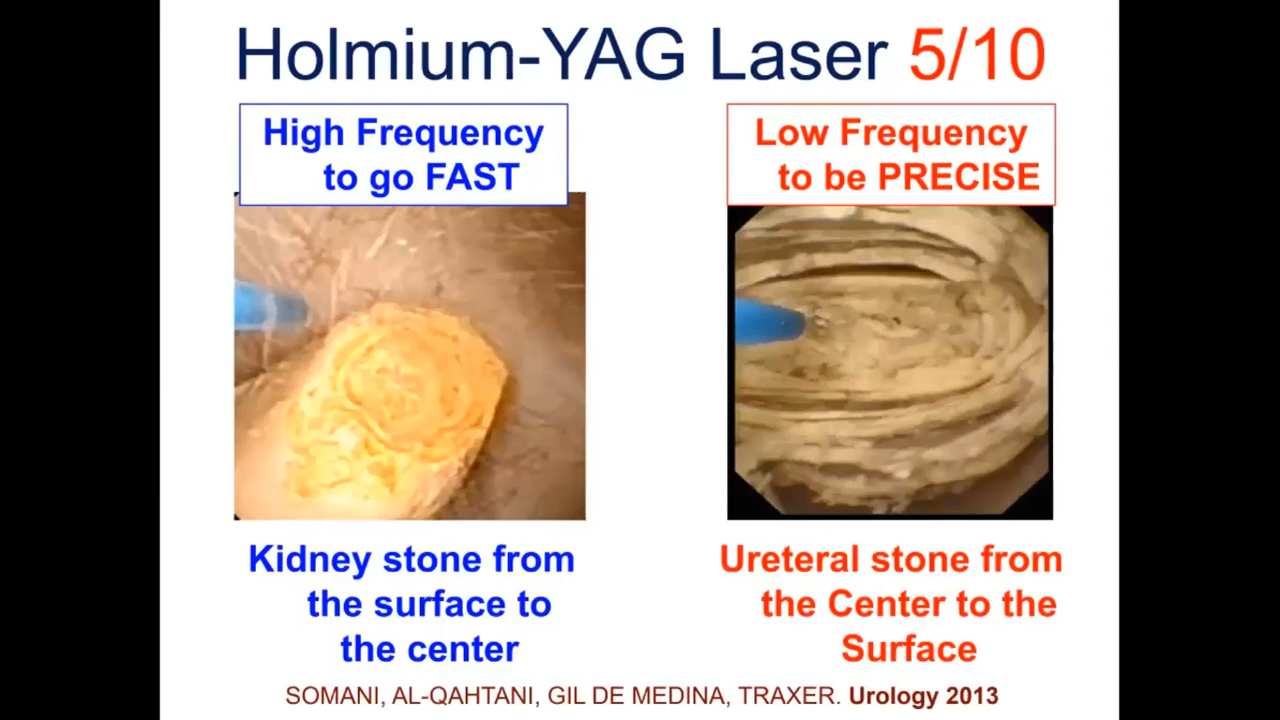 Holmium-YAG Laser 5/10
High Frequency
to go FAST
Low Frequency
to be PRECISE
Kidney stone from
the surface to
the center
Ureteral stone from
the Center to the
Surface
SOMANI, AL-QAHTANI, GIL DE MEDINA, TRAXER. Urology 2013